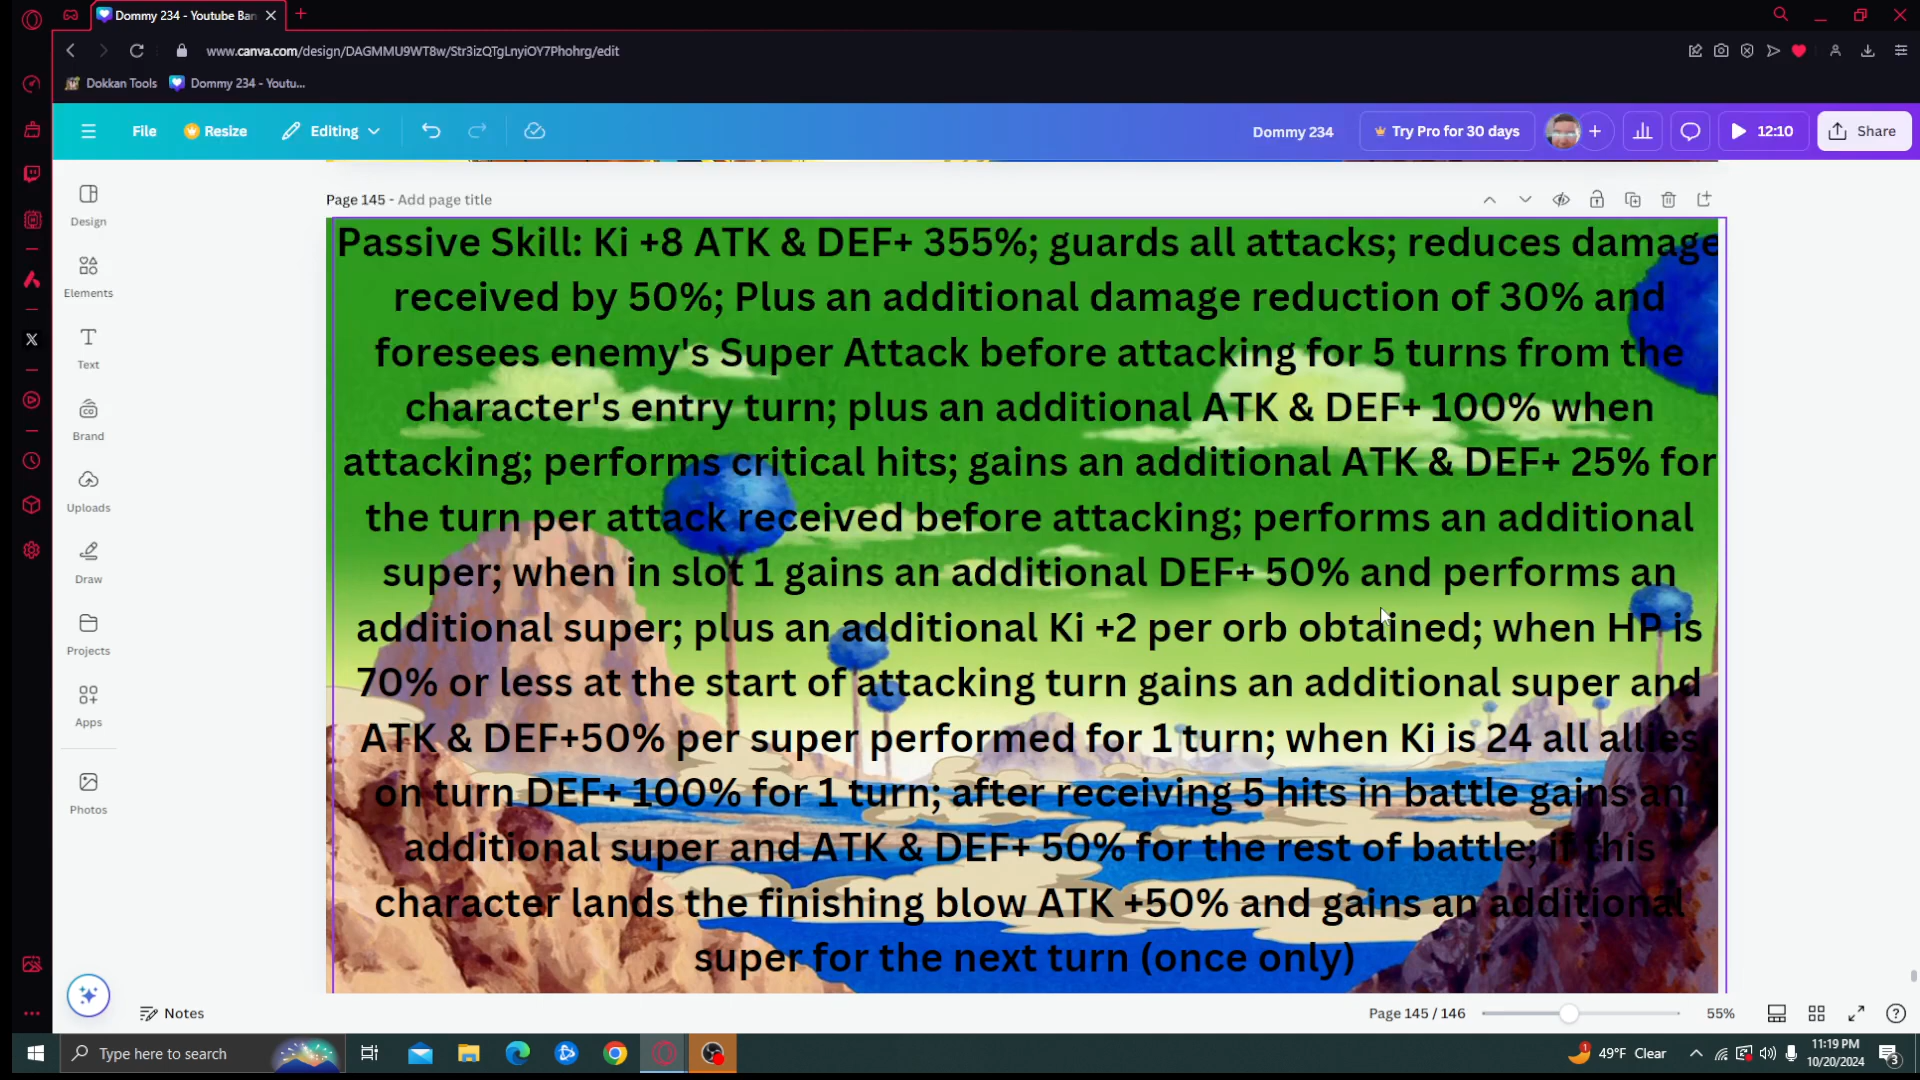 Dommy 234 - Youtube Ban
www.canva.com/design/DAGMMU9WT8w/Str3izQTgLnyiOY7Phohrg/edit
Dokkan Tools
Dommy 234 - Youtu...
File
Resize
Editing
Dommy 234
Try Pro for 30 days
12:10
Share
Design
Elements
Text
Brand
Uploads
Draw
Projects
Apps
Photos
Page 145 - Add page title
Passive Skill: Ki +8 ATK & DEF+ 355%; guards all attacks; reduces damage
received by 50%; Plus an additional damage reduction of 30% and
foresees enemy's Super Attack before attacking for 5 turns from the
character's entry turn; plus an additional ATK & DEF+ 100% when
attacking; performs critical hits; gains an additional ATK & DEF+ 25% for
the turn per attack received before attacking; performs an additional
super; when in slot 1 gains an additional DEF+ 50% and performs an
additional super; plus an additional Ki +2 per orb obtained; when HP is
70% or less at the start of attacking turn gains an additional super and
ATK & DEF+50% per super performed for 1 turn; when Ki is 24 all allies
on turn DEF+ 100% for 1 turn; after receiving 5 hits in battle gains an
additional super and ATK & DEF+ 50% for the rest of battle; if this
character lands the finishing blow ATK +50% and gains an additional
super for the next turn (once only)
Notes
Page 145 / 146
55%
Type here to search
1
49°F Clear
11:19 PM
10/20/2024
3